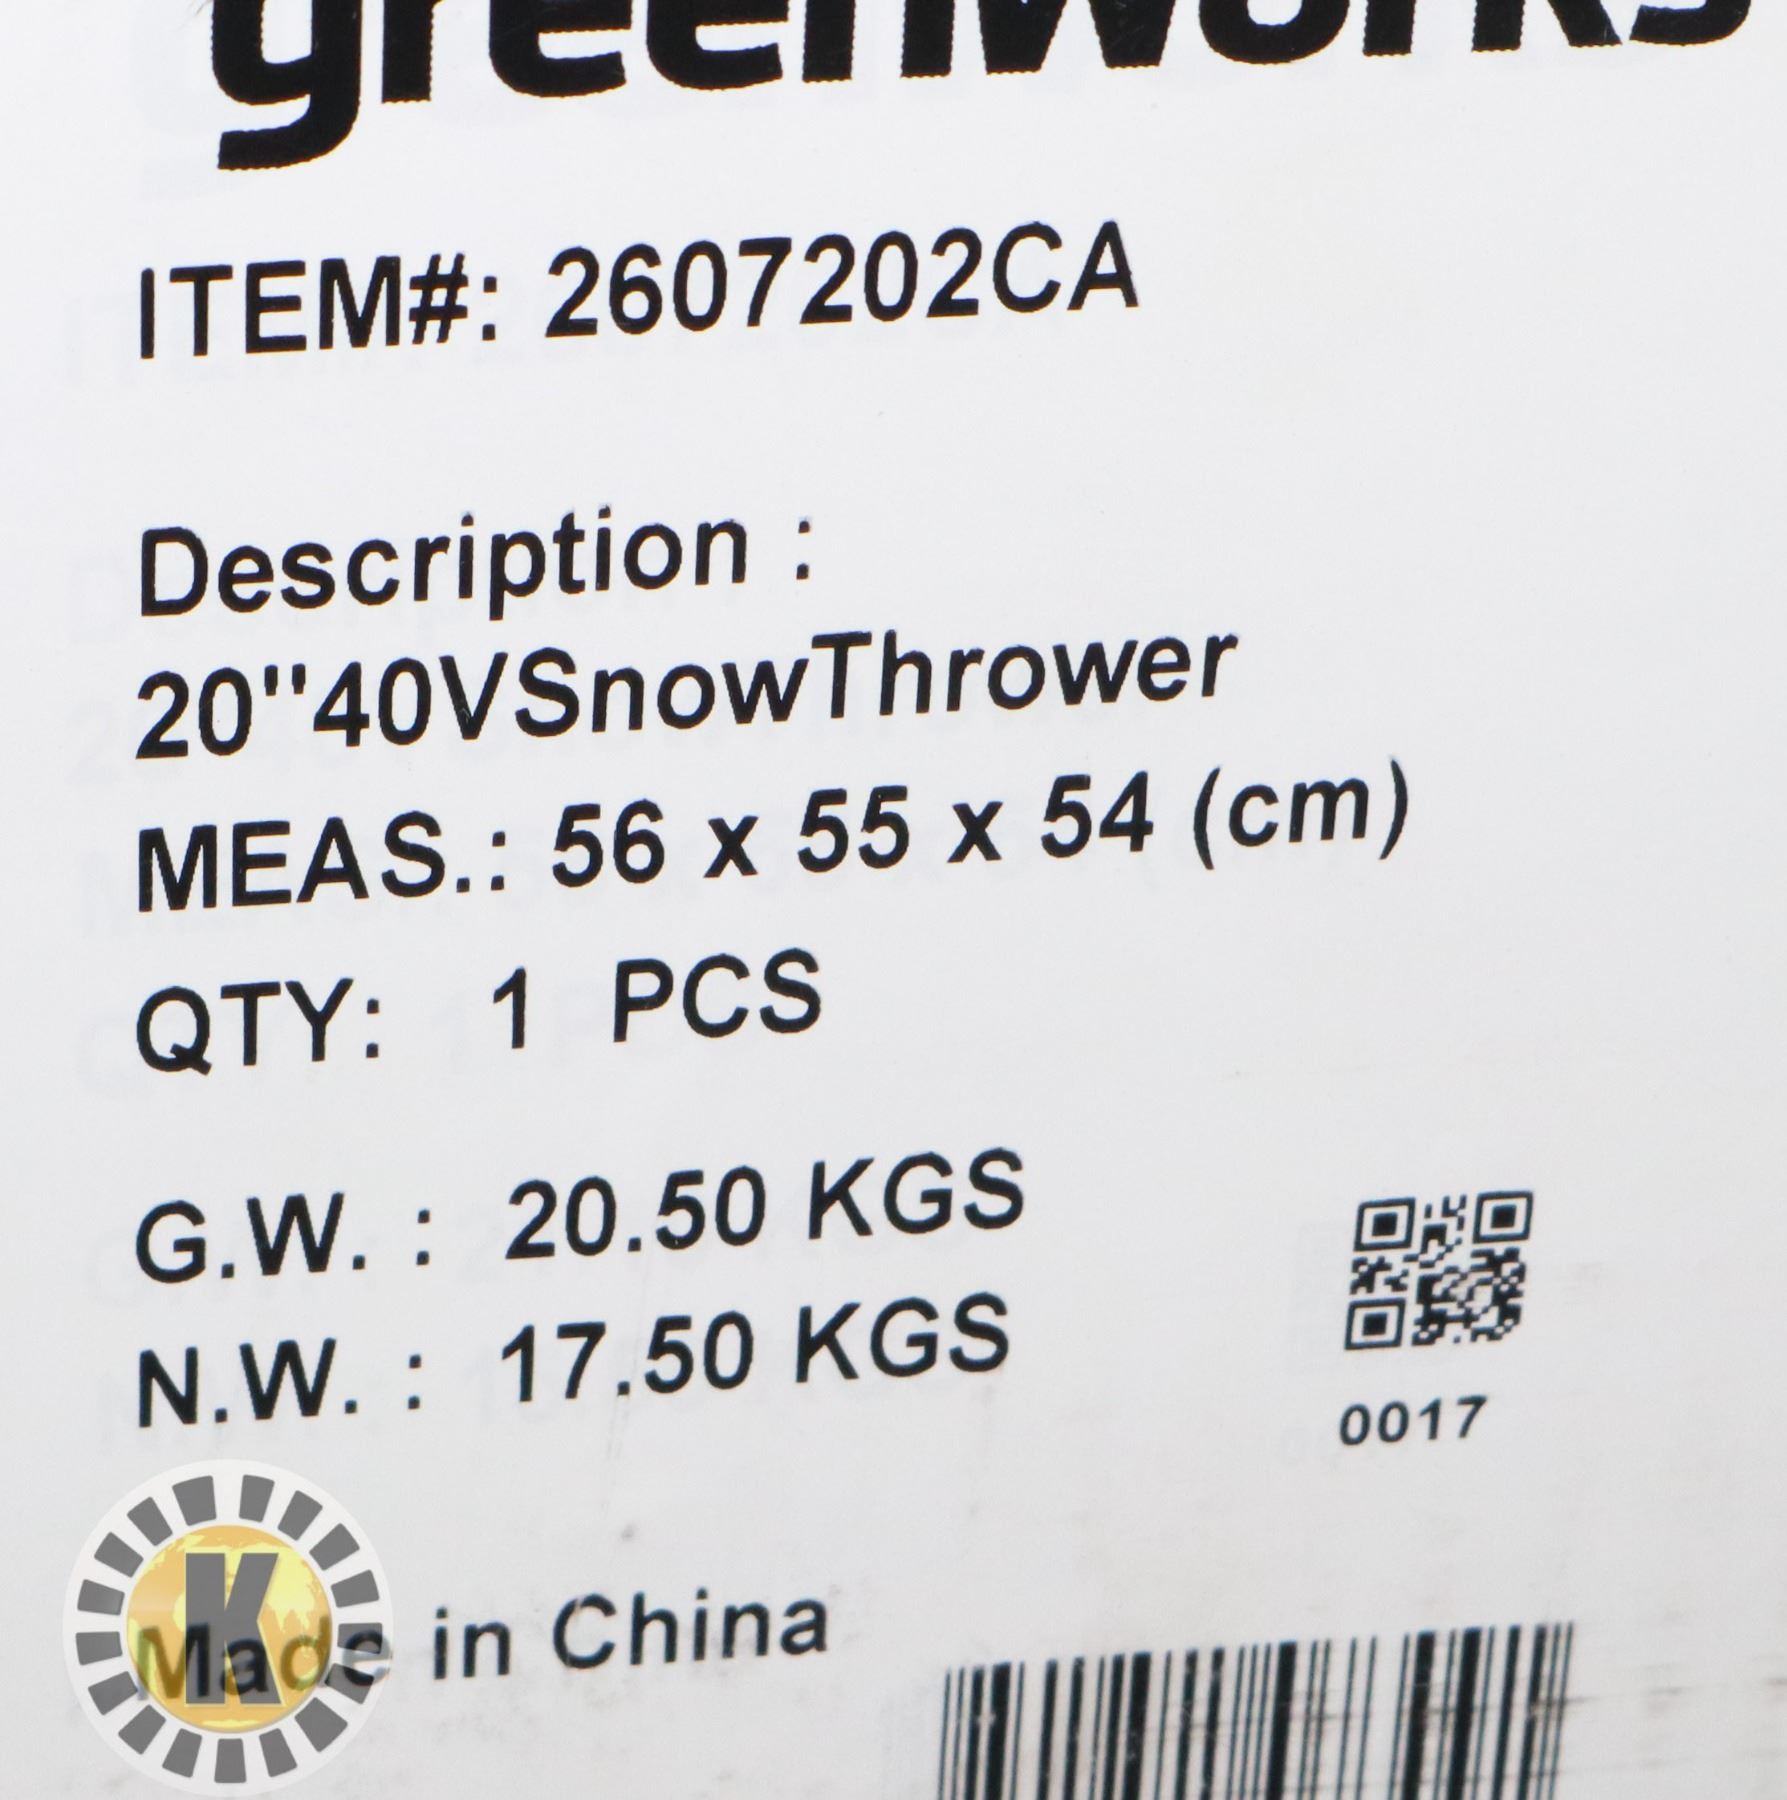 greenworks
ITEM#: 2607202CA
Description :
20"40VSnowThrower
MEAS.: 56 x 55 x 54 (cm)
QTY: 1 PCS
G.W. : 20.50 KGS
N.W. : 17.50 KGS
0017
K
Made in China